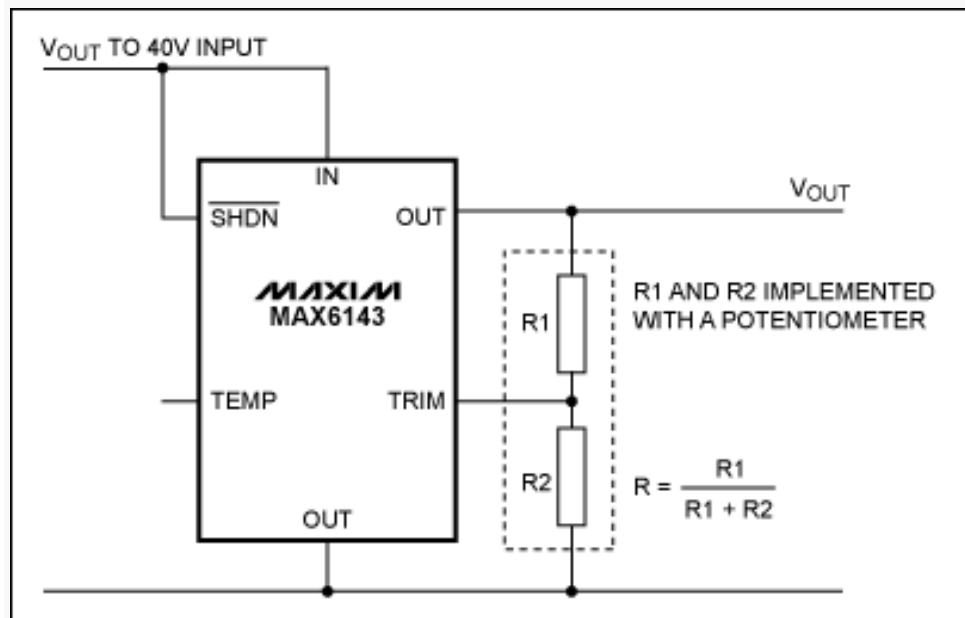 VOUT TO 40V INPUT
IN
SHDN
OUT
VOUT
MAXIM
MAX6143
R1
R1 AND R2 IMPLEMENTED
WITH A POTENTIOMETER
TEMP
TRIM
R2
R = R1 / R1 + R2
OUT